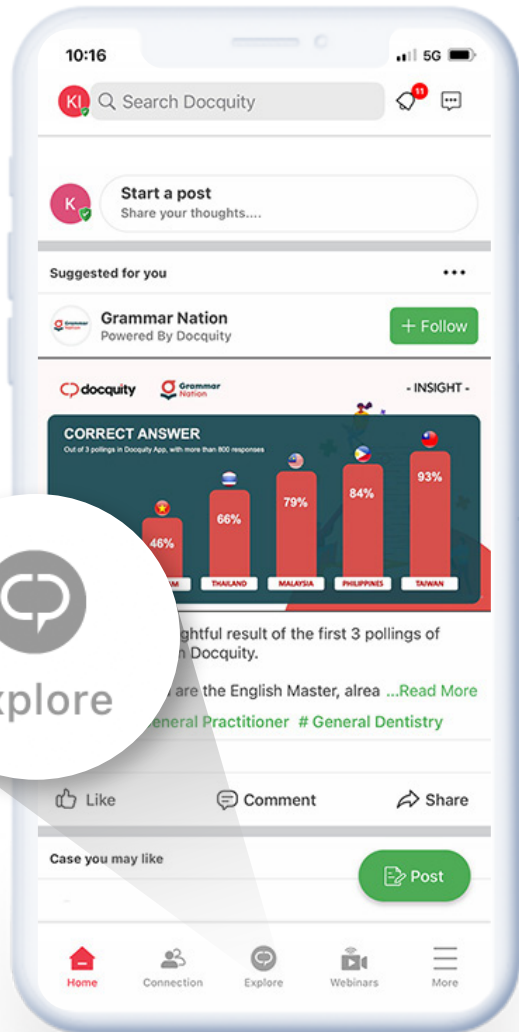 10:16
5G
KI
Search Docquity
11
K
Start a post
Share your thoughts....
Suggested for you
Grammar Nation
Powered By Docquity
+ Follow
docquity
Grammar
Nation
- INSIGHT -
CORRECT ANSWER
Out of 3 pollings in Docquity App, with more than 800 responses
46%
66%
79%
84%
93%
THAILAND
MALAYSIA
PHILIPPINES
TAIWAN
result of the first 3 pollings of
Docquity.
are the English Master, alrea ...Read More
Practitioner # General Dentistry
xplore
Like
Comment
Share
Case you may like
Post
Home
Connection
Explore
Webinars
More